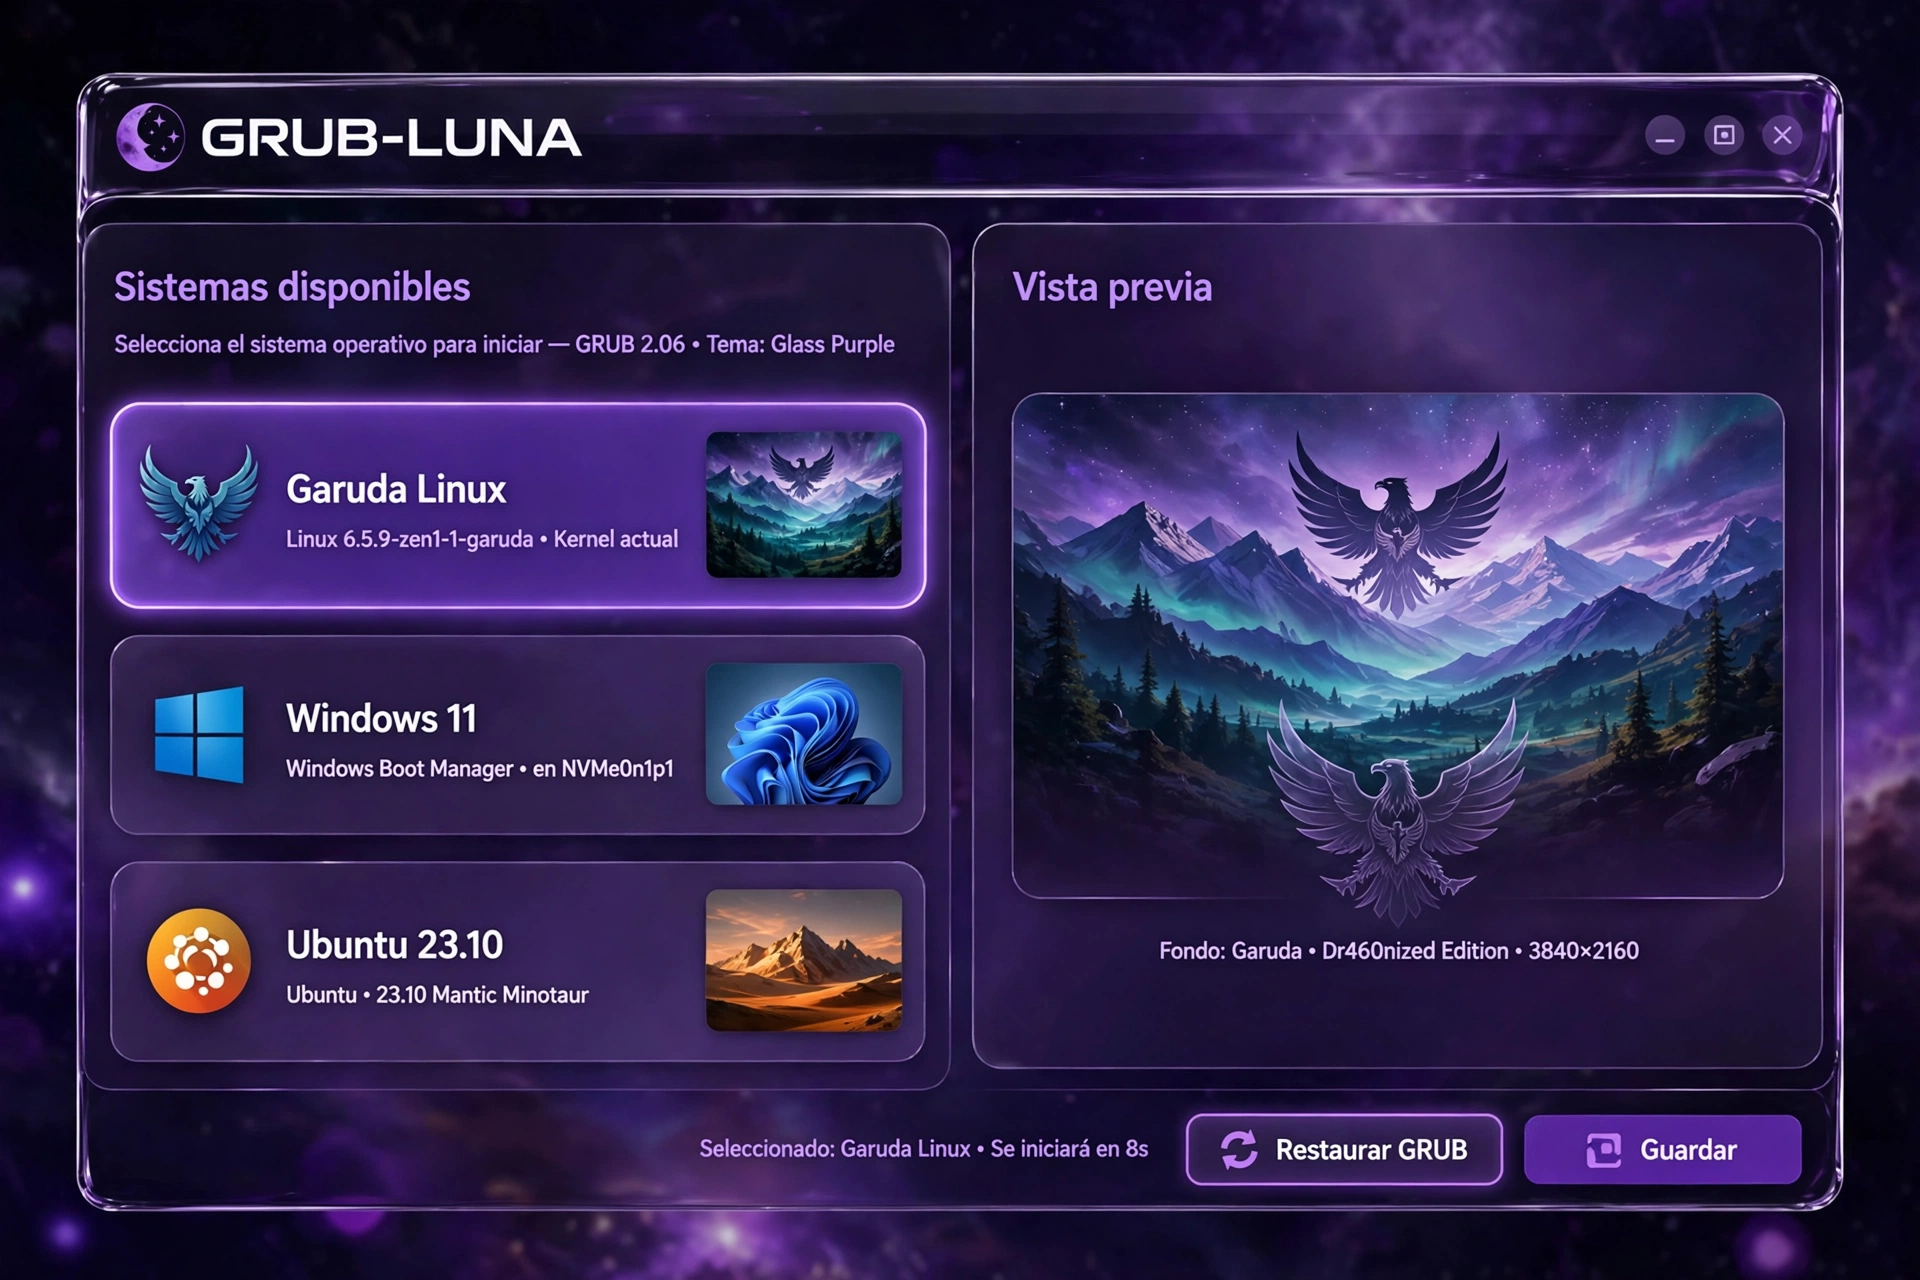 GRUB-LUNA
Sistemas disponibles
Selecciona el sistema operativo para iniciar — GRUB 2.06 • Tema: Glass Purple
Garuda Linux
Linux 6.5.9-zen1-1-garuda • Kernel actual
Windows 11
Windows Boot Manager • en NVMe0n1p1
Ubuntu 23.10
Ubuntu • 23.10 Mantic Minotaur
Vista previa
Fondo: Garuda • Dr460nized Edition • 3840×2160
Seleccionado: Garuda Linux • Se iniciará en 8s
Restaurar GRUB
Guardar